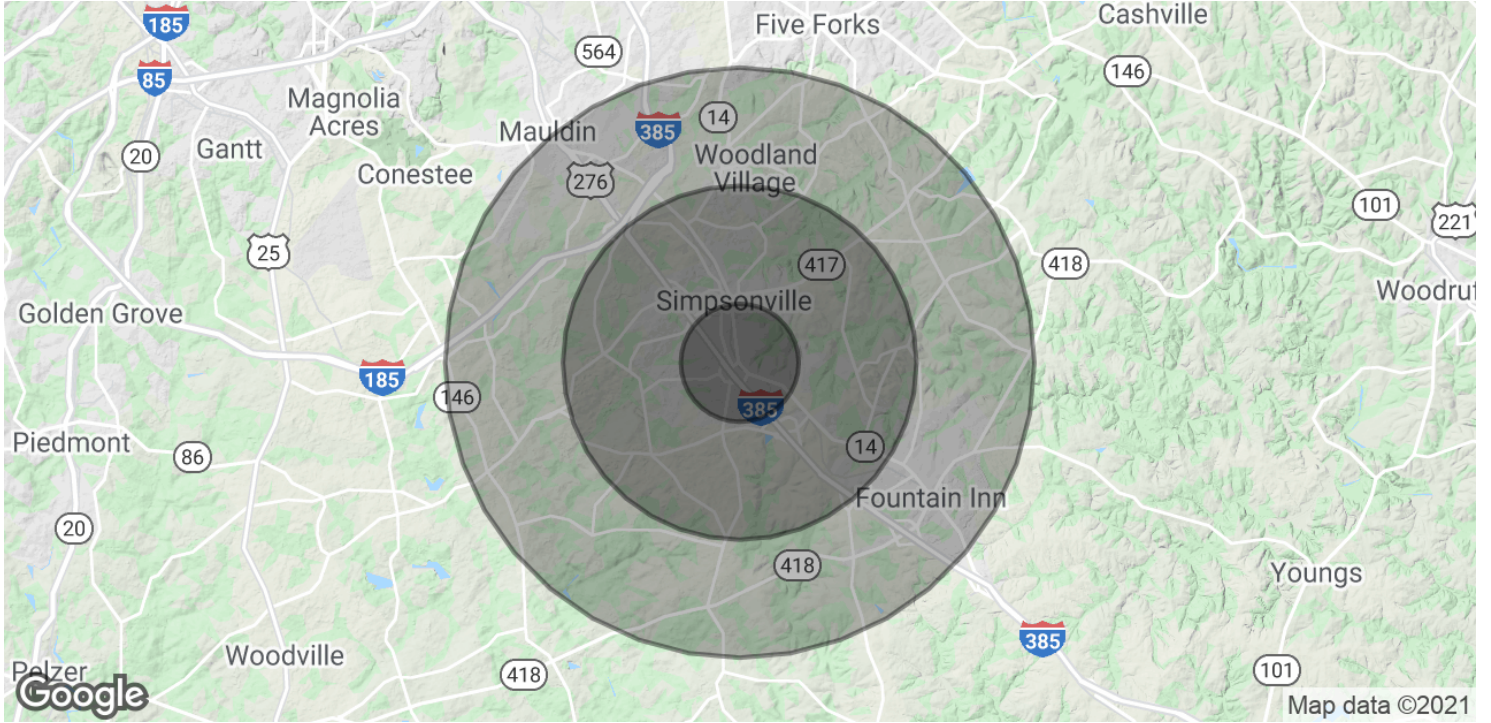 185
Five Forks
Cashville
564
85
146
Magnolia
Acres
14
Mauldin
385
20
Gantt
Woodland
Village
Conestee
276
101
221
25
417
418
Simpsonville
Woodruf
Golden Grove
185
146
385
Piedmont
86
14
Fountain Inn
20
418
Youngs
385
Woodville
Pelzer
418
101
Google
Map data ©2021